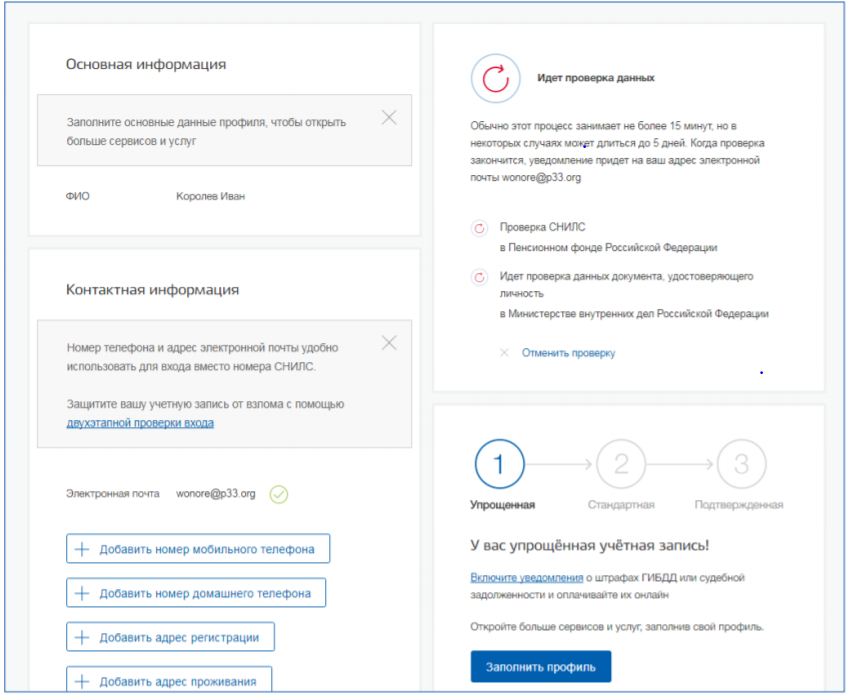 Основная информация
Заполните основные данные профиля, чтобы открыть
больше сервисов и услуг
ФИО Королев Иван
Контактная информация
Номер телефона и адрес электронной почты удобно
использовать для входа вместо номера СНИЛС.
Защитите вашу учетную запись от взлома с помощью
двухэтапной проверки входа
Электронная почта wonore@p33.org
Добавить номер мобильного телефона
Добавить номер домашнего телефона
Добавить адрес регистрации
Добавить адрес проживания
Идет проверка данных
Обычно этот процесс занимает не более 15 минут, но в
некоторых случаях может длиться до 5 дней. Когда проверка
закончится, уведомление придет на ваш адрес электронной
почты wonore@p33.org
Проверка СНИЛС
в Пенсионном фонде Российской Федерации
Идет проверка данных документа, удостоверяющего
личность
в Министерстве внутренних дел Российской Федерации
Отменить проверку
1 2 3
Упрощенная Стандартная Подтвержденная
У вас упрощённая учётная запись!
Включите уведомления о штрафах ГИБДД или судебной
задолженности и оплачивайте их онлайн
Откройте больше сервисов и услуг, заполнив свой профиль.
Заполнить профиль